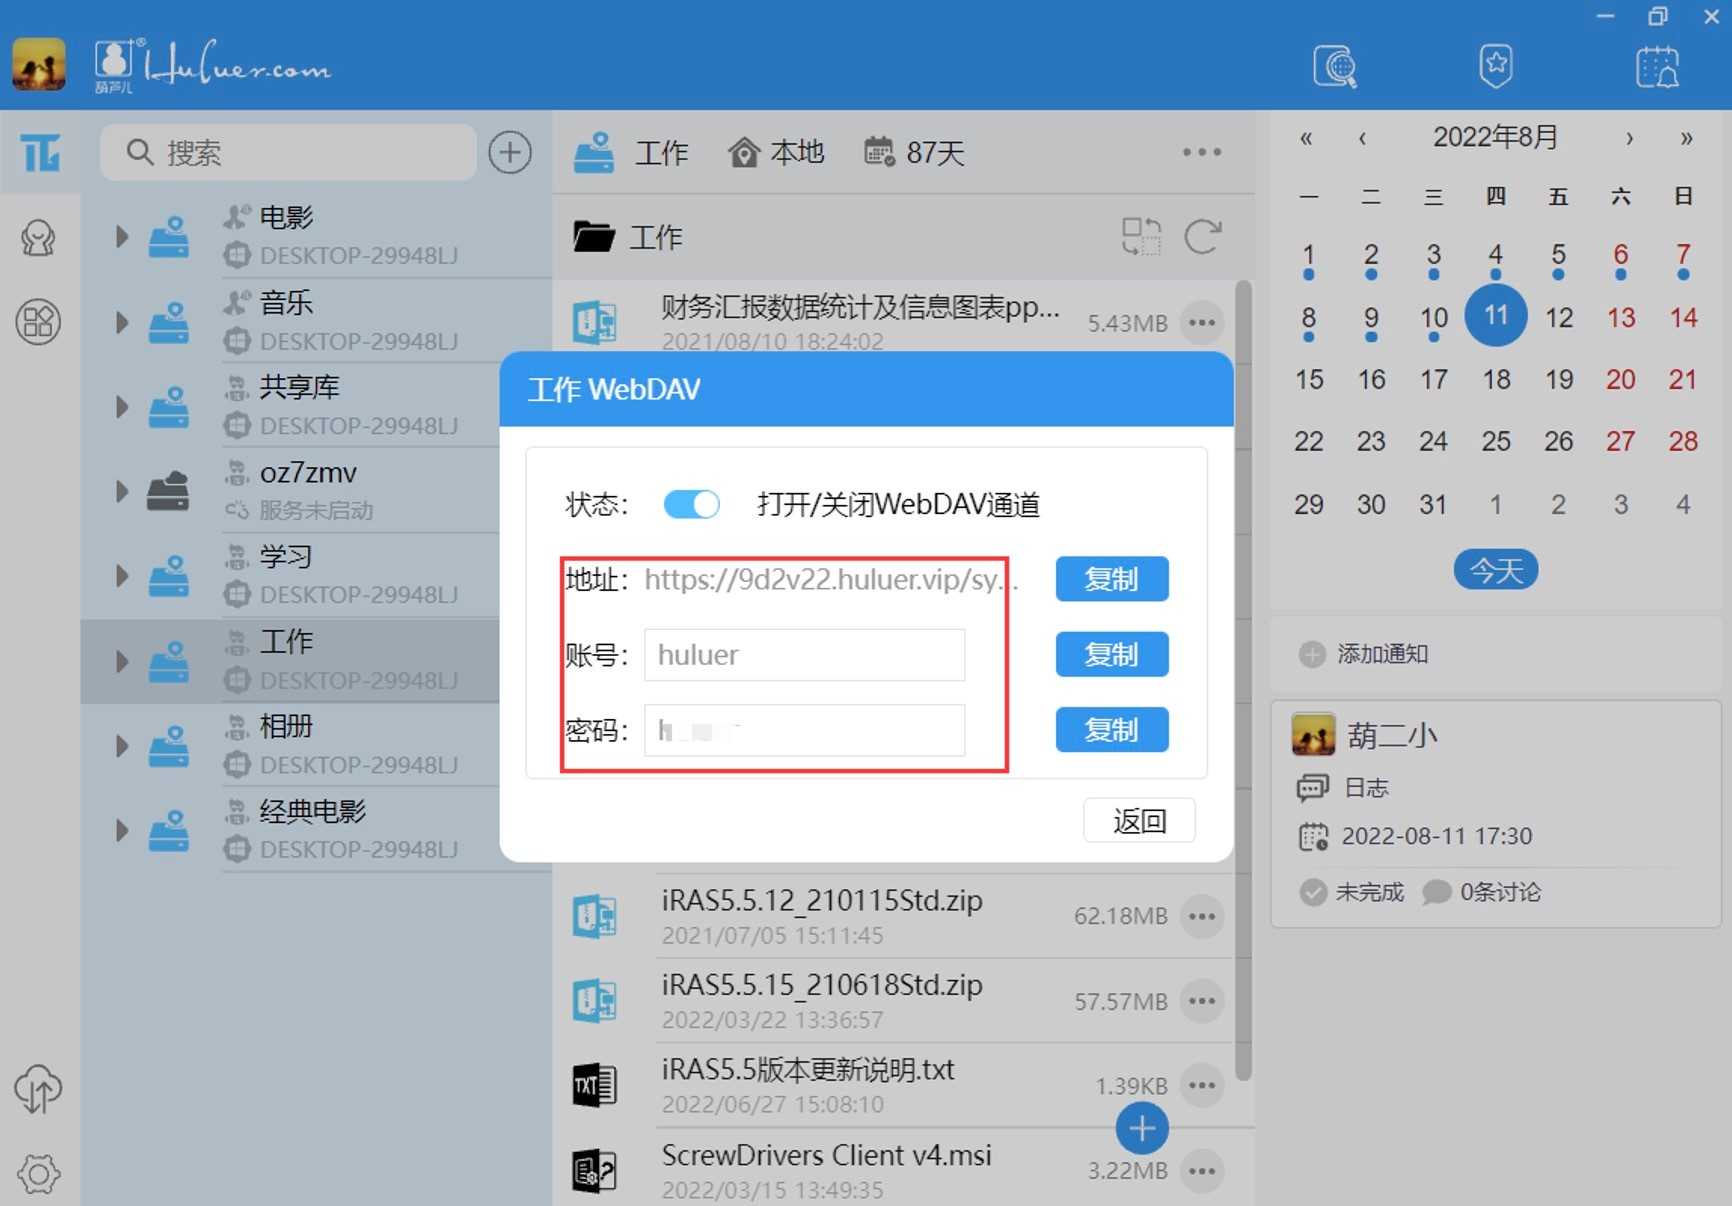 葫芦儿
®
Huluer.com
搜索
电影
DESKTOP-29948LJ
音乐
DESKTOP-29948LJ
共享库
DESKTOP-29948LJ
oz7zmv
服务未启动
学习
DESKTOP-29948LJ
工作
DESKTOP-29948LJ
相册
DESKTOP-29948LJ
经典电影
DESKTOP-29948LJ
工作 本地 87天
工作
财务汇报数据统计及信息图表pp...
5.43MB
2021/08/10 18:24:02
工作 WebDAV
状态： 打开/关闭WebDAV通道
地址： https://9d2v22.huluer.vip/sy... 复制
账号： huluer 复制
密码： h 复制
返回
iRAS5.5.12_210115Std.zip
62.18MB
2021/07/05 15:11:45
iRAS5.5.15_210618Std.zip
57.57MB
2022/03/22 13:36:57
TXT
iRAS5.5版本更新说明.txt
1.39KB
2022/06/27 15:08:10
ScrewDrivers Client v4.msi
3.22MB
2022/03/15 13:49:35
« ‹ 2022年8月 › »
一 二 三 四 五 六 日
1 2 3 4 5 6 7
8 9 10 11 12 13 14
15 16 17 18 19 20 21
22 23 24 25 26 27 28
29 30 31 1 2 3 4
今天
添加通知
葫二小
日志
2022-08-11 17:30
未完成 0条讨论